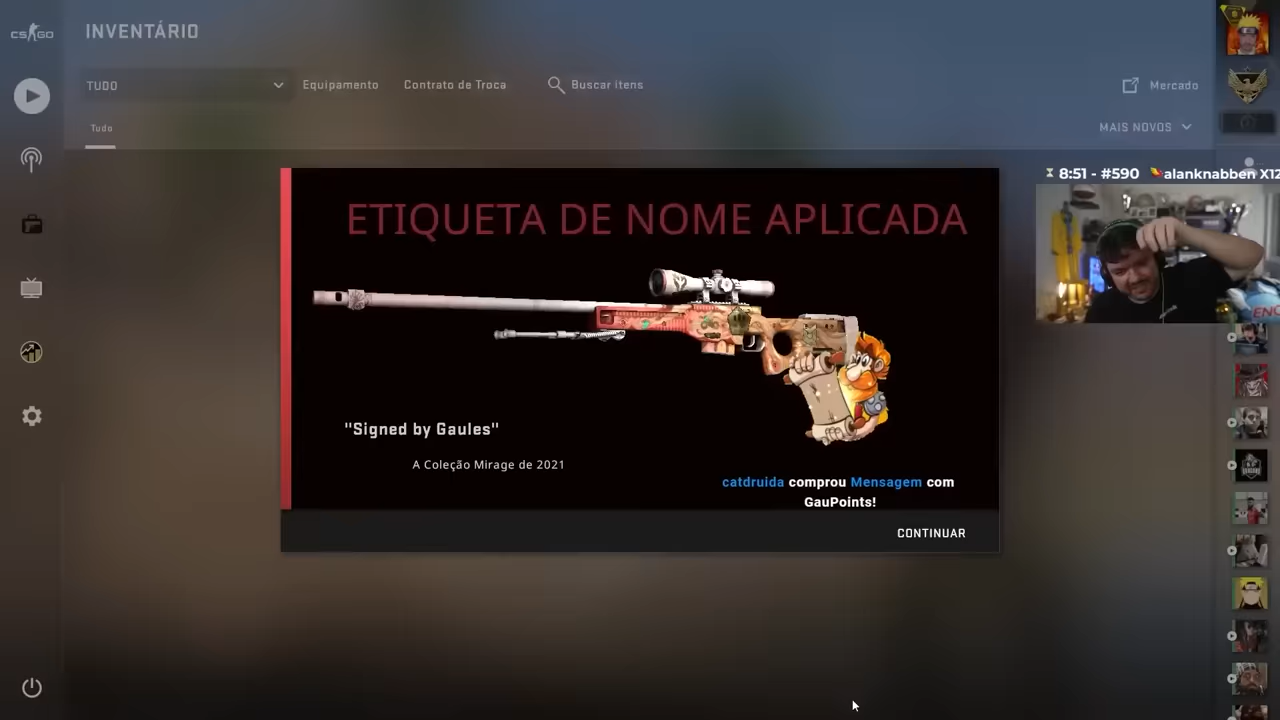 CS:GO
INVENTÁRIO
TUDO
Equipamento
Contrato de Troca
Buscar itens
Mercado
Tudo
MAIS NOVOS
8:51 - #590 alanknabben X12
ETIQUETA DE NOME APLICADA
"Signed by Gaules"
A Coleção Mirage de 2021
catdruida comprou Mensagem com
GauPoints!
CONTINUAR